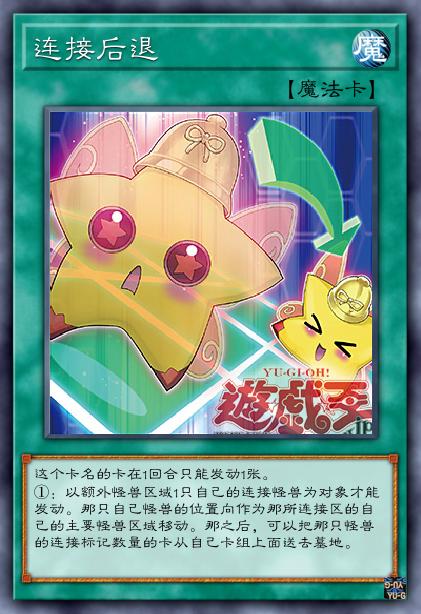 连接后退
魔
【魔法卡】
YU-GI-OH!
遊戯王.jp
这个卡名的卡在1回合只能发动1张。
①：以额外怪兽区域1只自己的连接怪兽为对象才能
发动。那只自己怪兽的位置向作为那所连接区的自
己的主要怪兽区域移动。那之后，可以把那只怪兽
的连接标记数量的卡从自己卡组上面送去墓地。